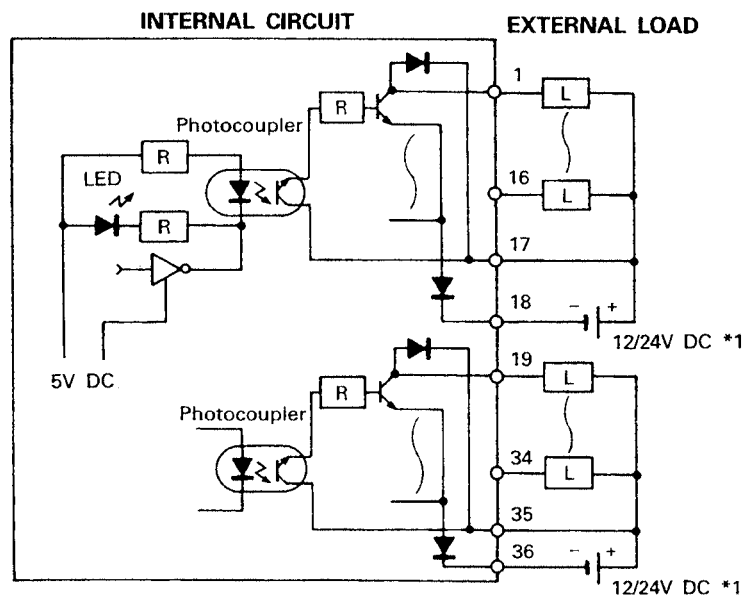 INTERNAL CIRCUIT
EXTERNAL LOAD
1
L
R
Photocoupler
R
LED
16
L
R
17
18
- +
12/24V DC *1
5V DC
19
L
R
Photocoupler
34
L
35
36
- +
12/24V DC *1